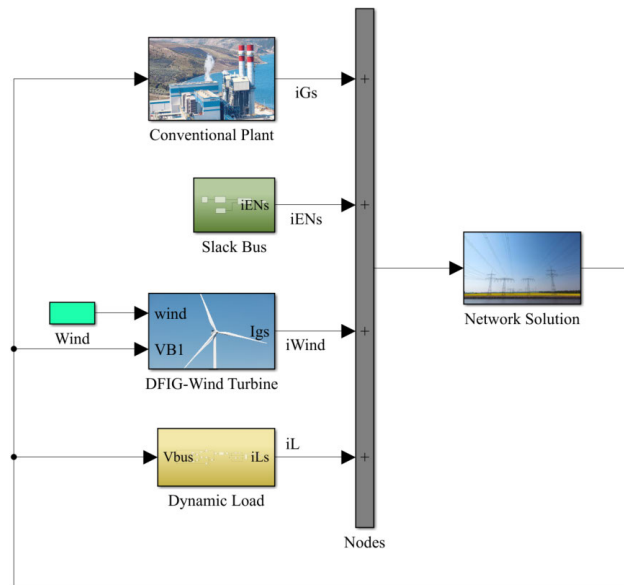 iGs
Conventional Plant
iENs
iENs
Slack Bus
wind
VB1
Igs
Wind
iWind
DFIG-Wind Turbine
Network Solution
Vbus
iLs
iL
Dynamic Load
Nodes
+
+
+
+